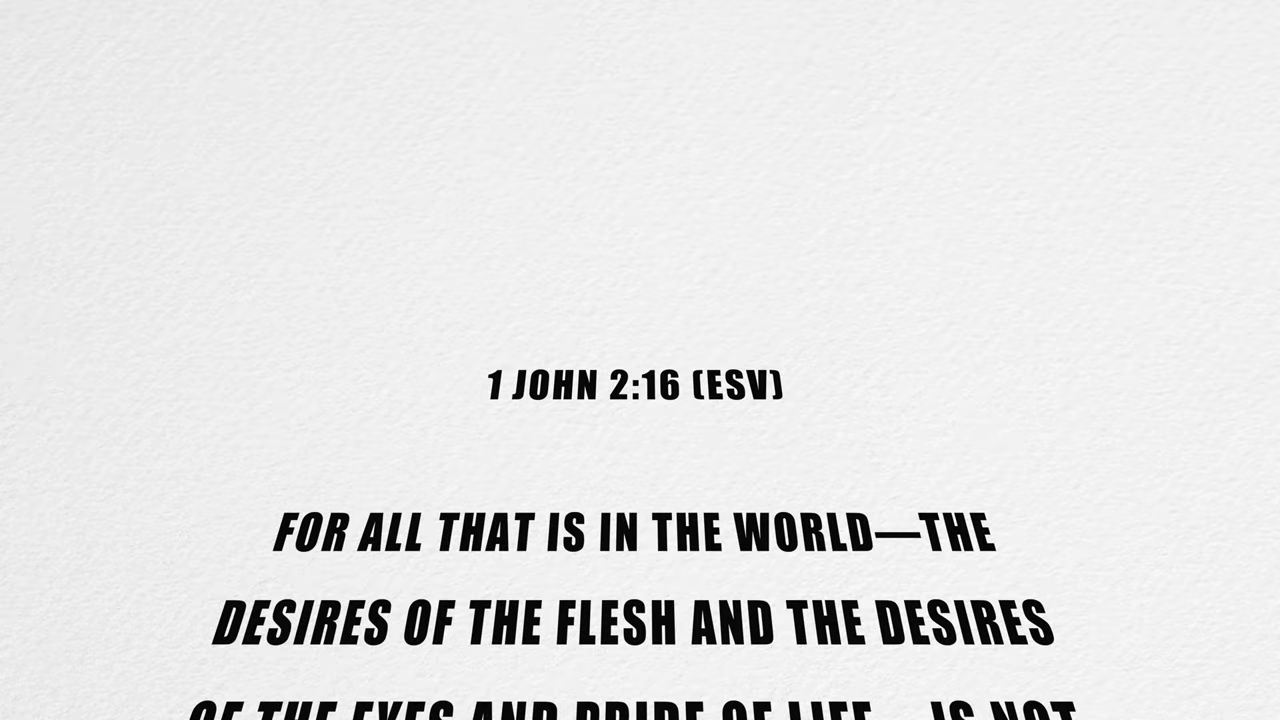 1 JOHN 2:16 (ESV)
FOR ALL THAT IS IN THE WORLD—THE
DESIRES OF THE FLESH AND THE DESIRES
OF THE EYES AND PRIDE OF LIFE—IS NOT